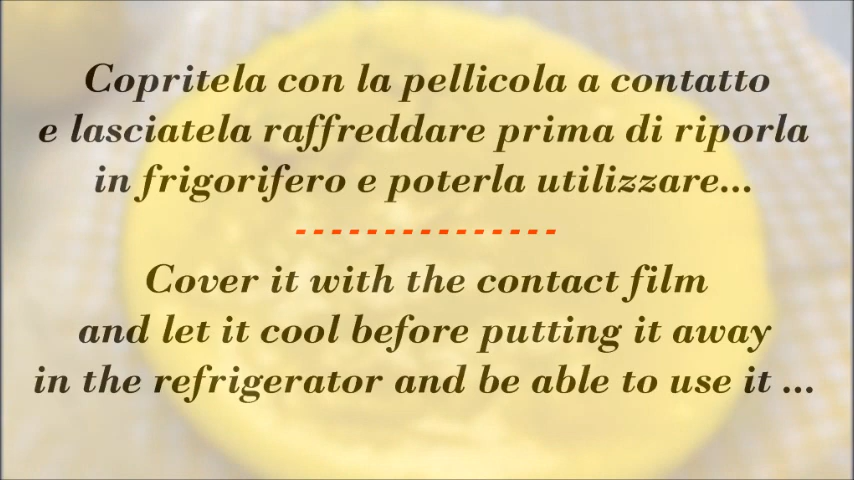 Copritela con la pellicola a contatto
e lasciatela raffreddare prima di riporla
in frigorifero e poterla utilizzare...
---------------
Cover it with the contact film
and let it cool before putting it away
in the refrigerator and be able to use it ...